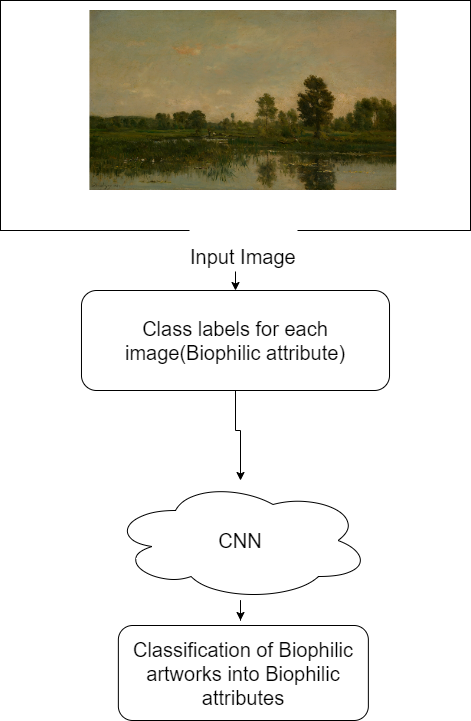 Input Image
Class labels for each
image(Biophilic attribute)
CNN
Classification of Biophilic
artworks into Biophilic
attributes